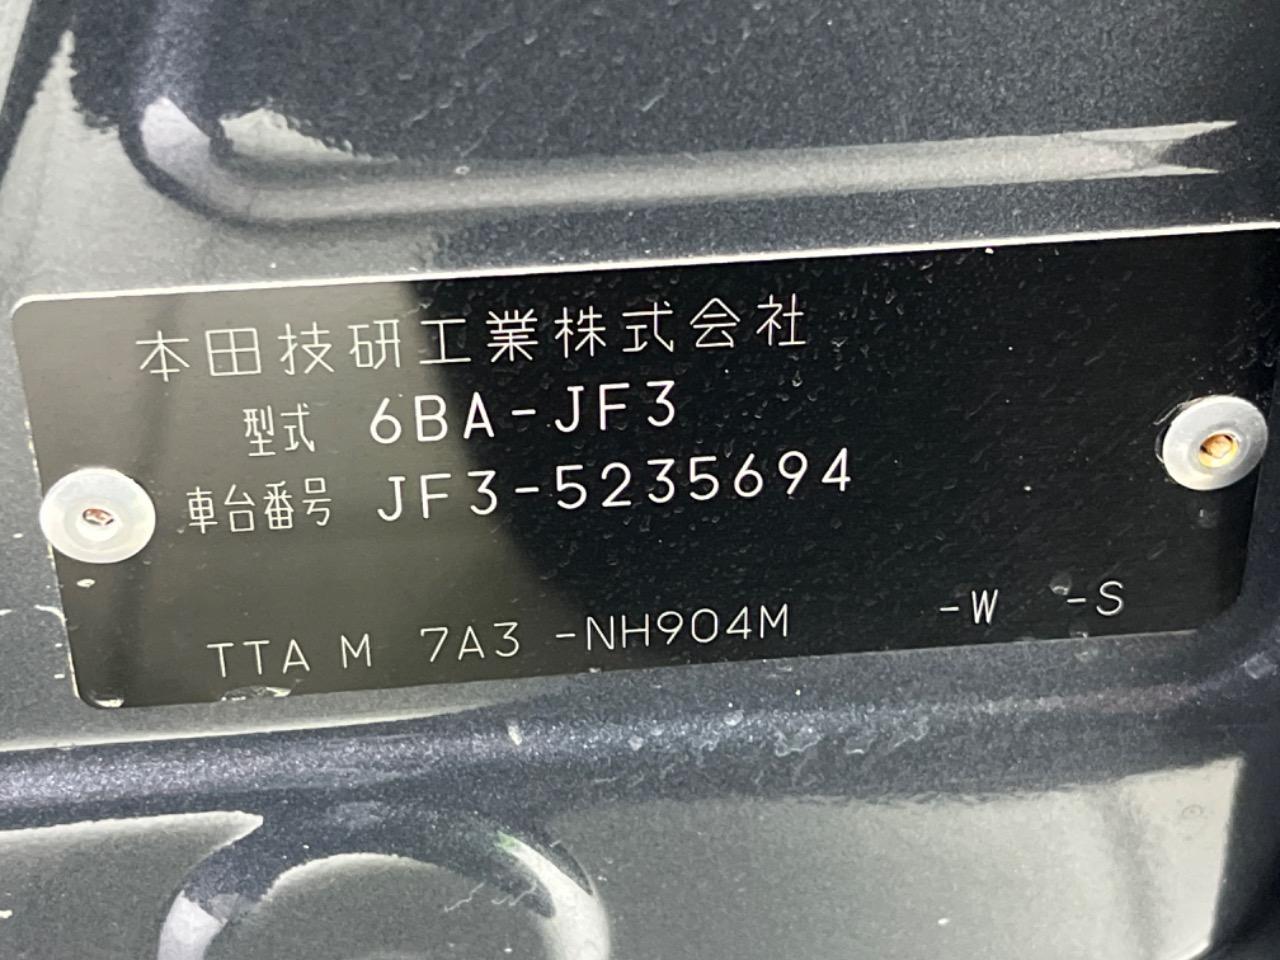 本田技研工業株式会社
型式 6BA-JF3
車台番号 JF3-5235694
TTA M 7A3 -NH904M -W -S